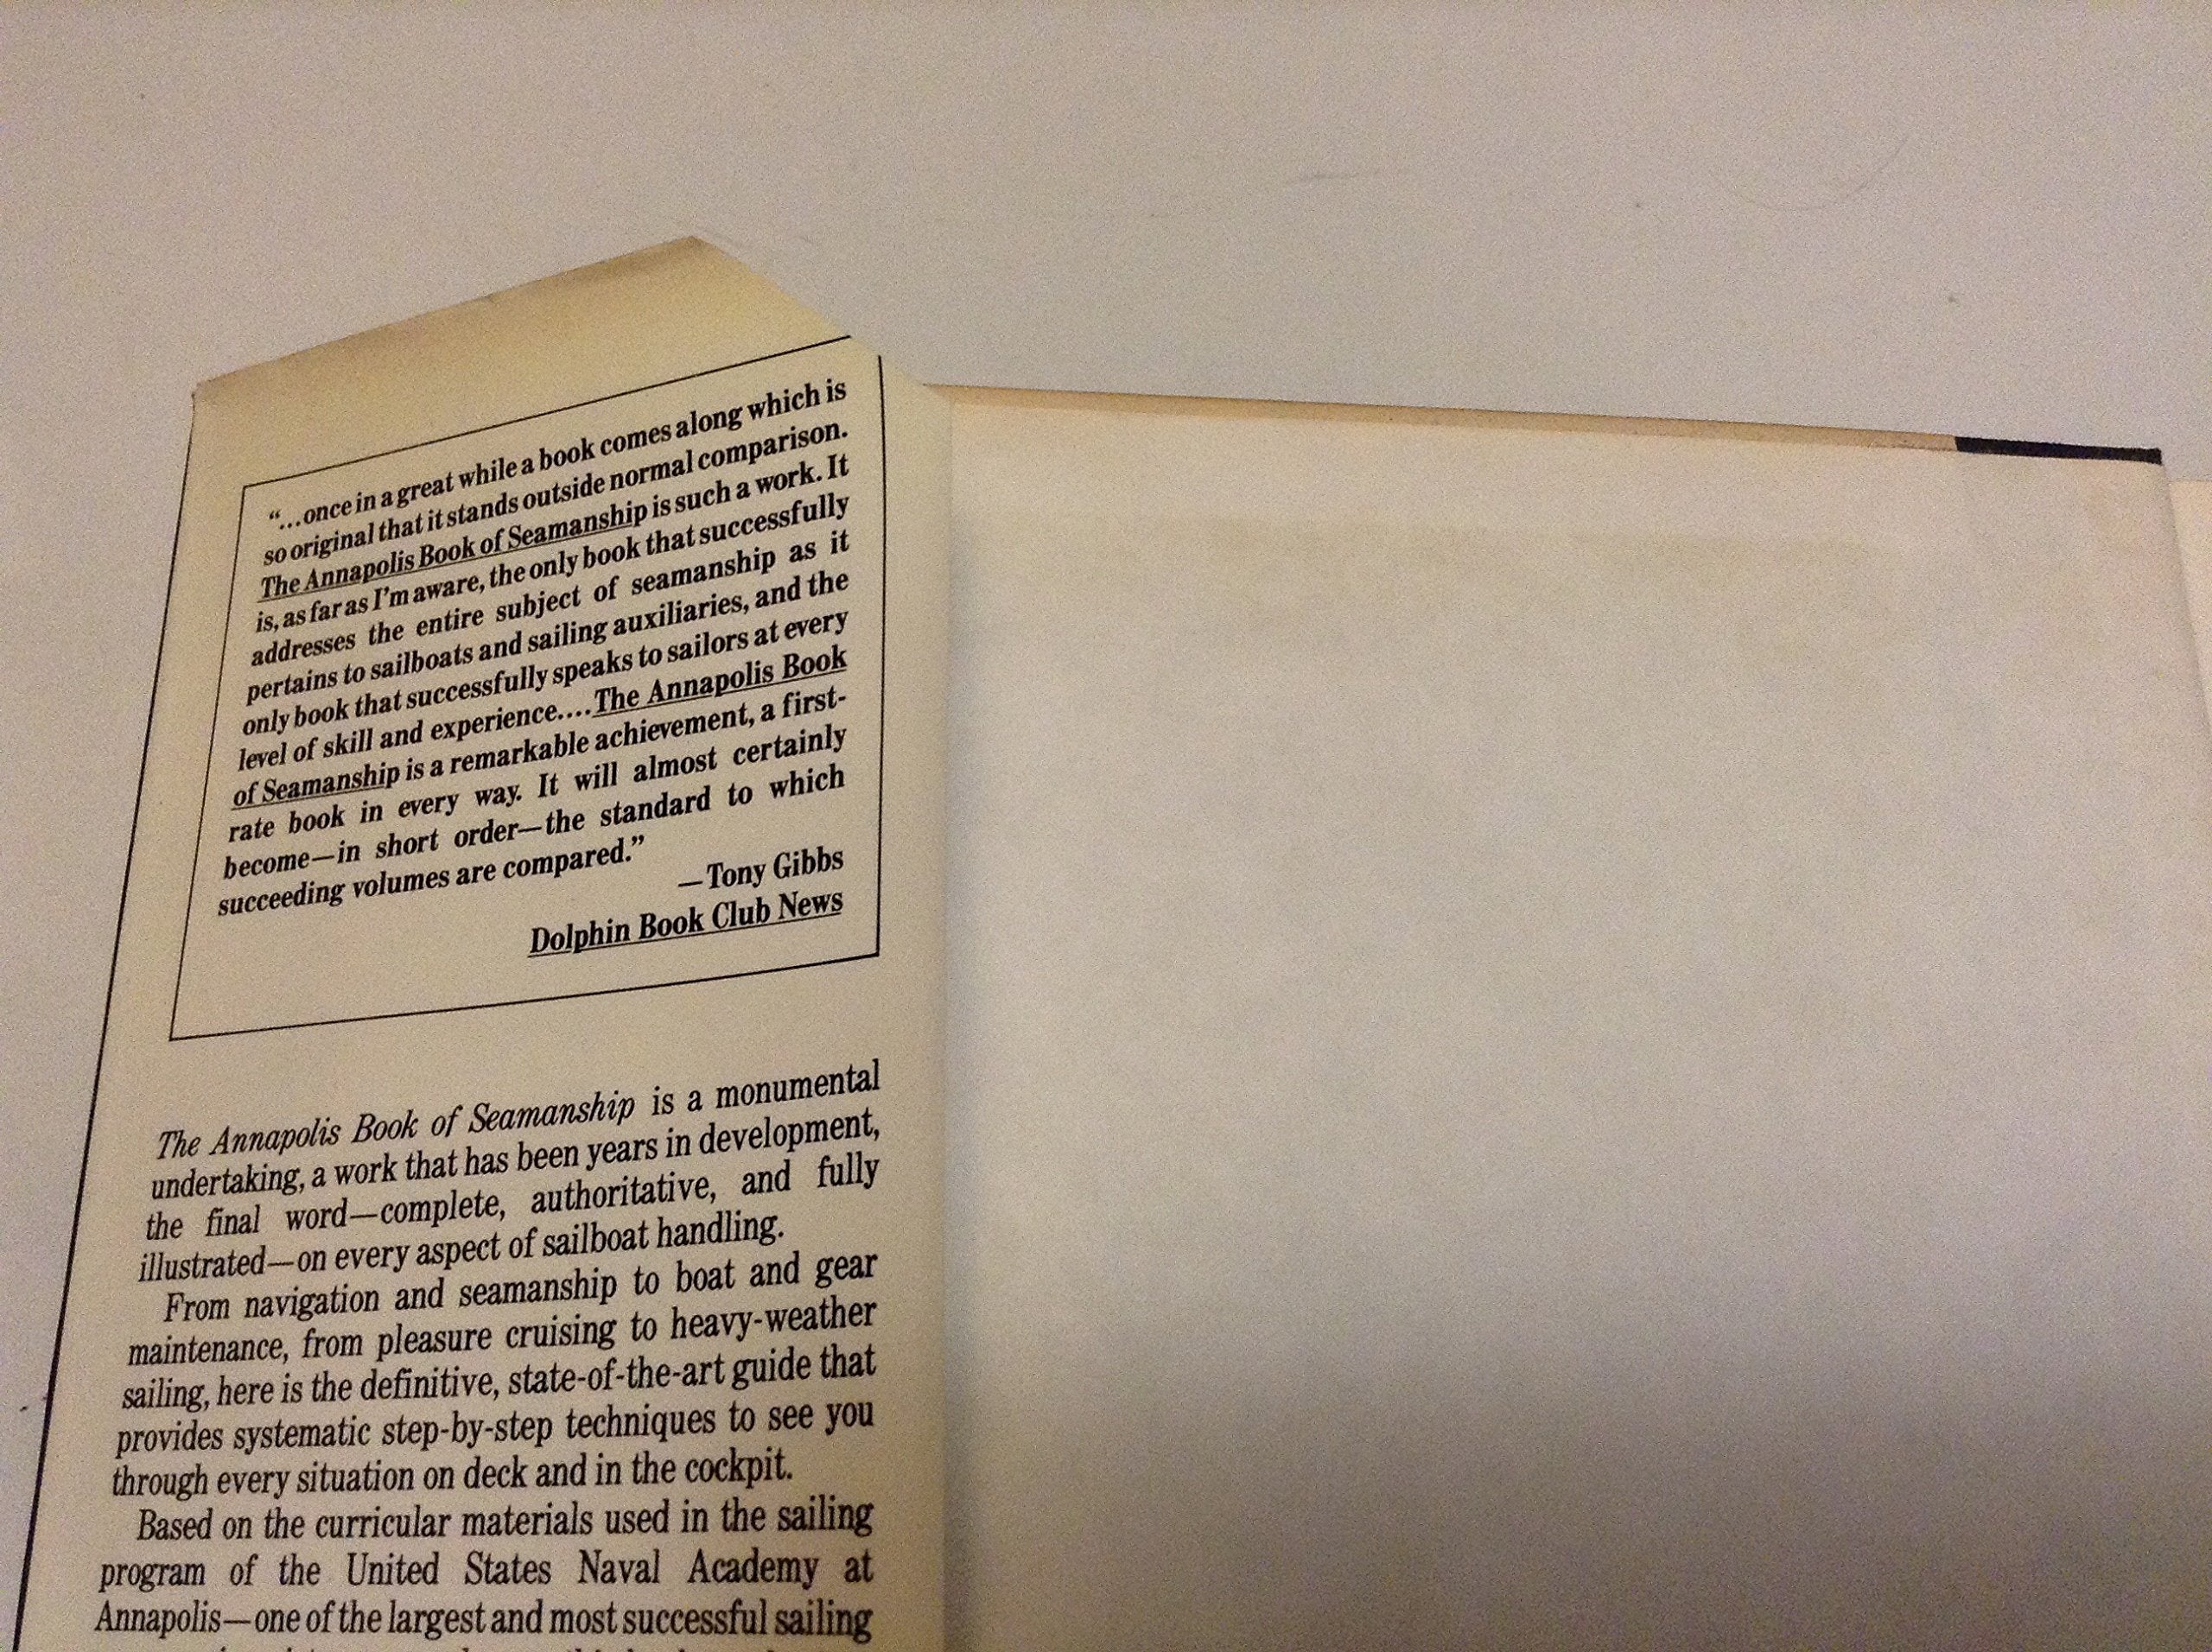 “...once in a great while a book comes along which is
so original that it stands outside normal comparison.
The Annapolis Book of Seamanship is such a work. It
is, as far as I’m aware, the only book that successfully
addresses the entire subject of seamanship as it
pertains to sailboats and sailing auxiliaries, and the
only book that successfully speaks to sailors at every
level of skill and experience....The Annapolis Book
of Seamanship is a remarkable achievement, a first-
rate book in every way. It will almost certainly
become—in short order—the standard to which
succeeding volumes are compared.”
—Tony Gibbs
Dolphin Book Club News
The Annapolis Book of Seamanship is a monumental
undertaking, a work that has been years in development,
the final word—complete, authoritative, and fully
illustrated—on every aspect of sailboat handling.
From navigation and seamanship to boat and gear
maintenance, from pleasure cruising to heavy-weather
sailing, here is the definitive, state-of-the-art guide that
provides systematic step-by-step techniques to see you
through every situation on deck and in the cockpit.
Based on the curricular materials used in the sailing
program of the United States Naval Academy at
Annapolis—one of the largest and most successful sailing